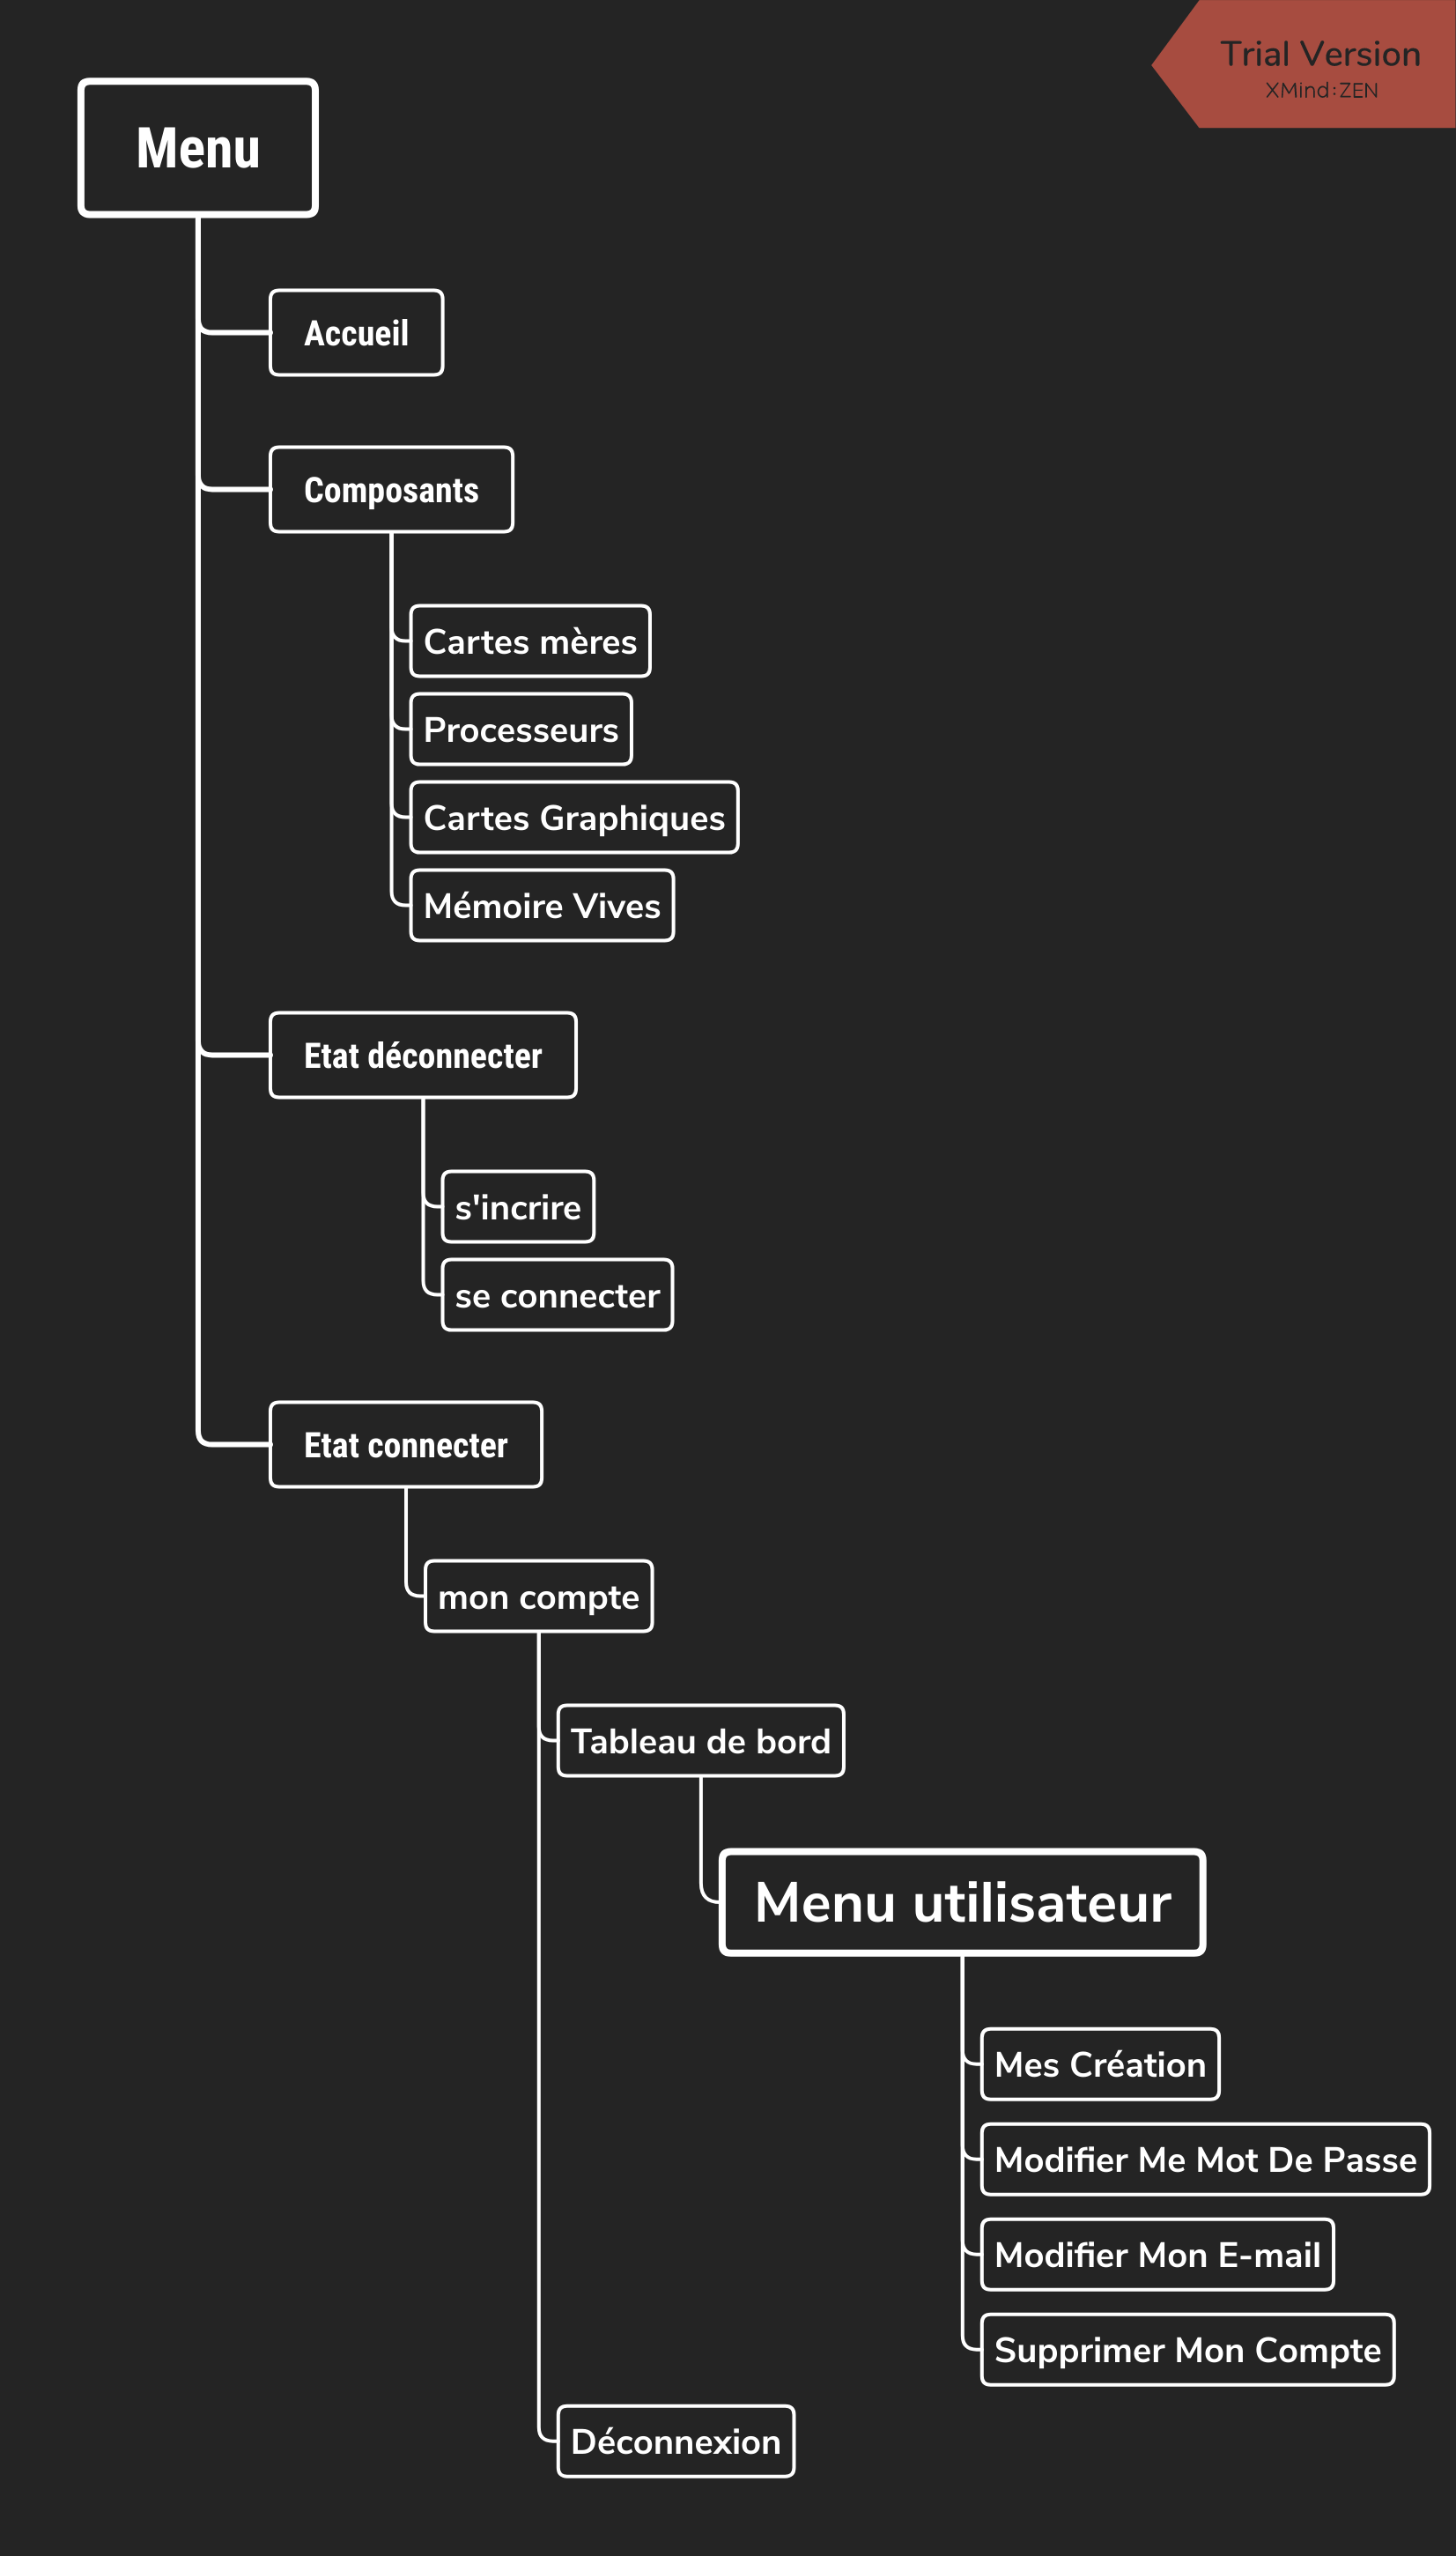 Trial Version
XMind:ZEN
Menu
Accueil
Composants
Cartes mères
Processeurs
Cartes Graphiques
Mémoire Vives
Etat déconnecter
s'incrire
se connecter
Etat connecter
mon compte
Tableau de bord
Menu utilisateur
Mes Création
Modifier Me Mot De Passe
Modifier Mon E-mail
Supprimer Mon Compte
Déconnexion